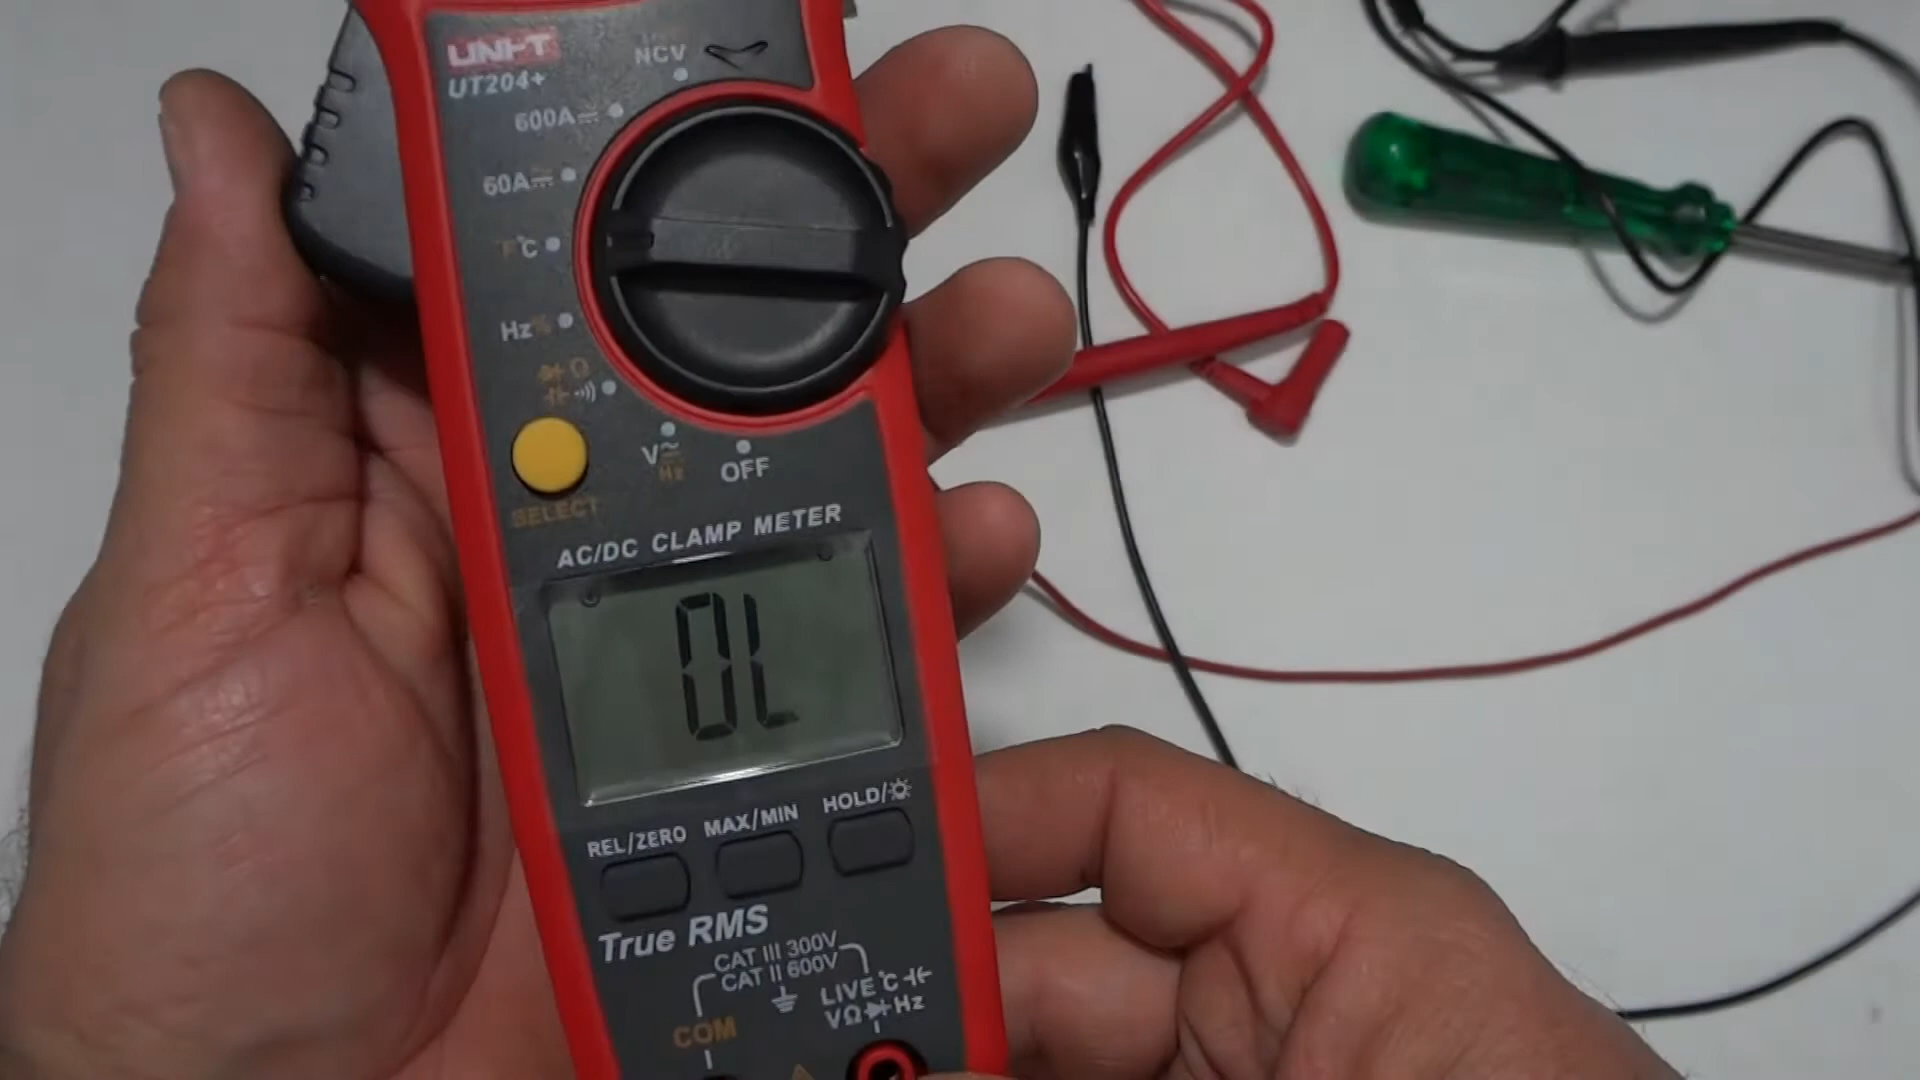 UNI-T
UT204+
NCV
600A
60A
°F°C
Hz%
Ω
V Hz
OFF
SELECT
AC/DC CLAMP METER
OL
REL/ZERO MAX/MIN HOLD/
True RMS
CAT III 300V
CAT II 600V
LIVE °C
VΩ Hz
COM